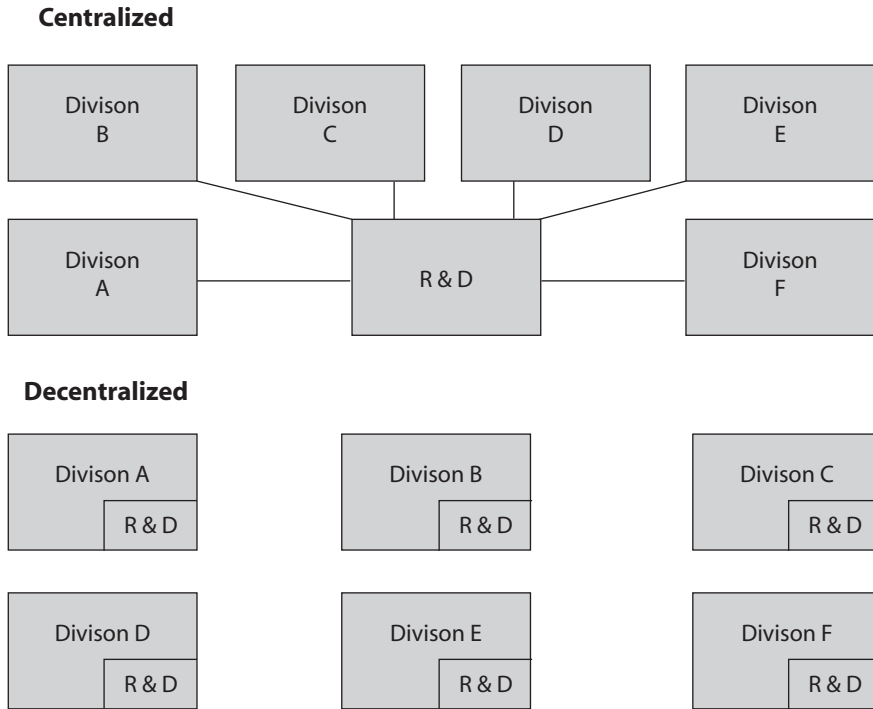 Centralized
Divison
B
Divison
C
Divison
D
Divison
E
Divison
A
R & D
Divison
F
Decentralized
Divison A
R & D
Divison B
R & D
Divison C
R & D
Divison D
R & D
Divison E
R & D
Divison F
R & D